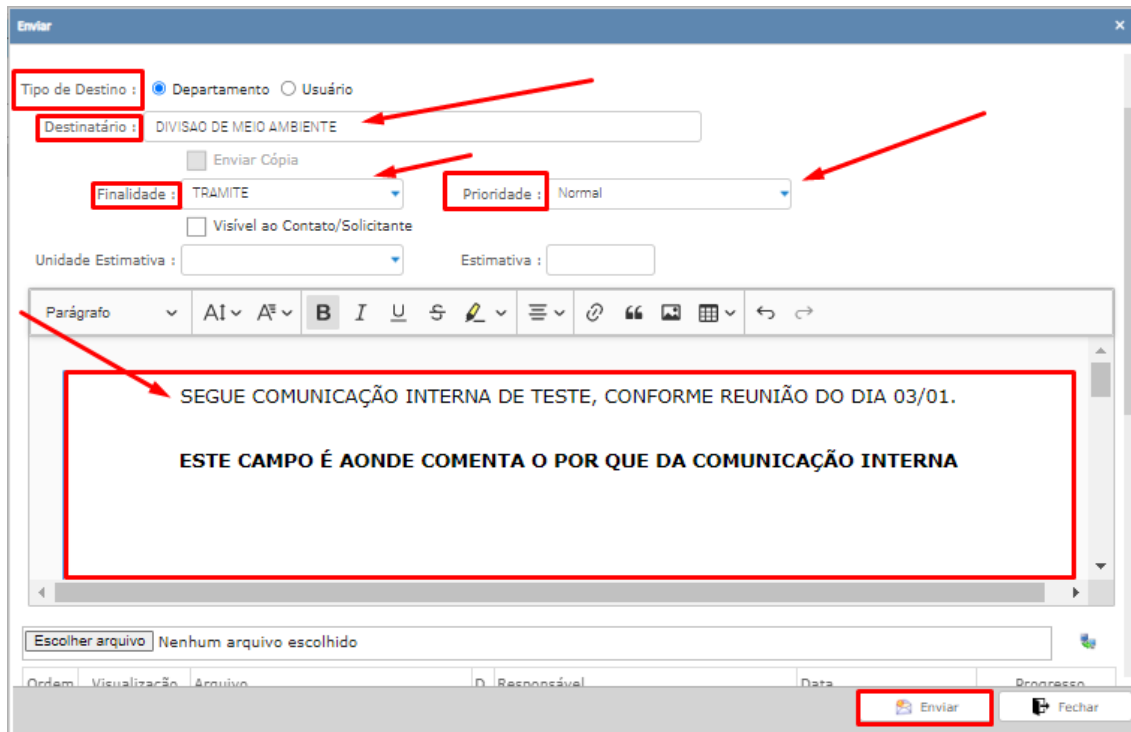 Enviar ×
Tipo de Destino : Departamento Usuário
Destinatário : DIVISAO DE MEIO AMBIENTE
Enviar Cópia
Finalidade : TRAMITE Prioridade : Normal
Visível ao Contato/Solicitante
Unidade Estimativa : Estimativa :
Parágrafo B I U S
SEGUE COMUNICAÇÃO INTERNA DE TESTE, CONFORME REUNIÃO DO DIA 03/01.
ESTE CAMPO É AONDE COMENTA O POR QUE DA COMUNICAÇÃO INTERNA
Escolher arquivo Nenhum arquivo escolhido
Ordem Visualização Arquivo D Responsável Data Progresso
Enviar Fechar